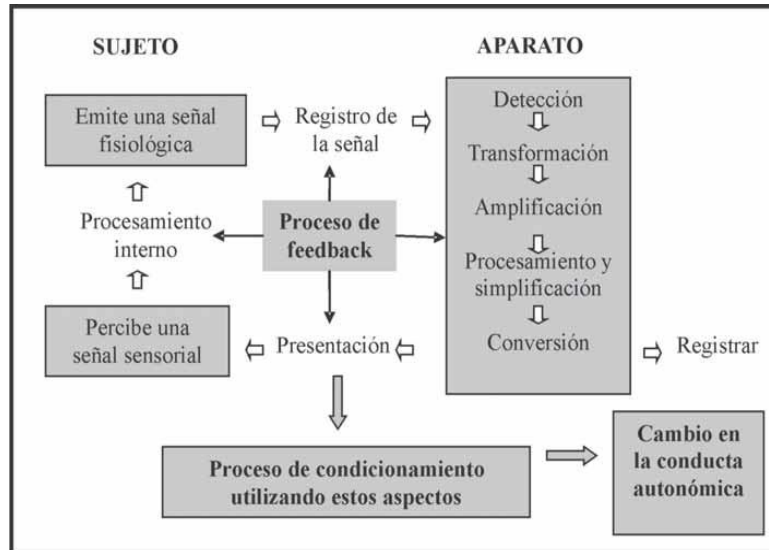 SUJETO
APARATO
Emite una señal
fisiológica
Registro de
la señal
Detección
Transformación
Amplificación
Procesamiento y
simplificación
Conversión
Procesamiento
interno
Proceso de
feedback
Percibe una
señal sensorial
Presentación
Registrar
Proceso de condicionamiento
utilizando estos aspectos
Cambio en
la conducta
autonómica